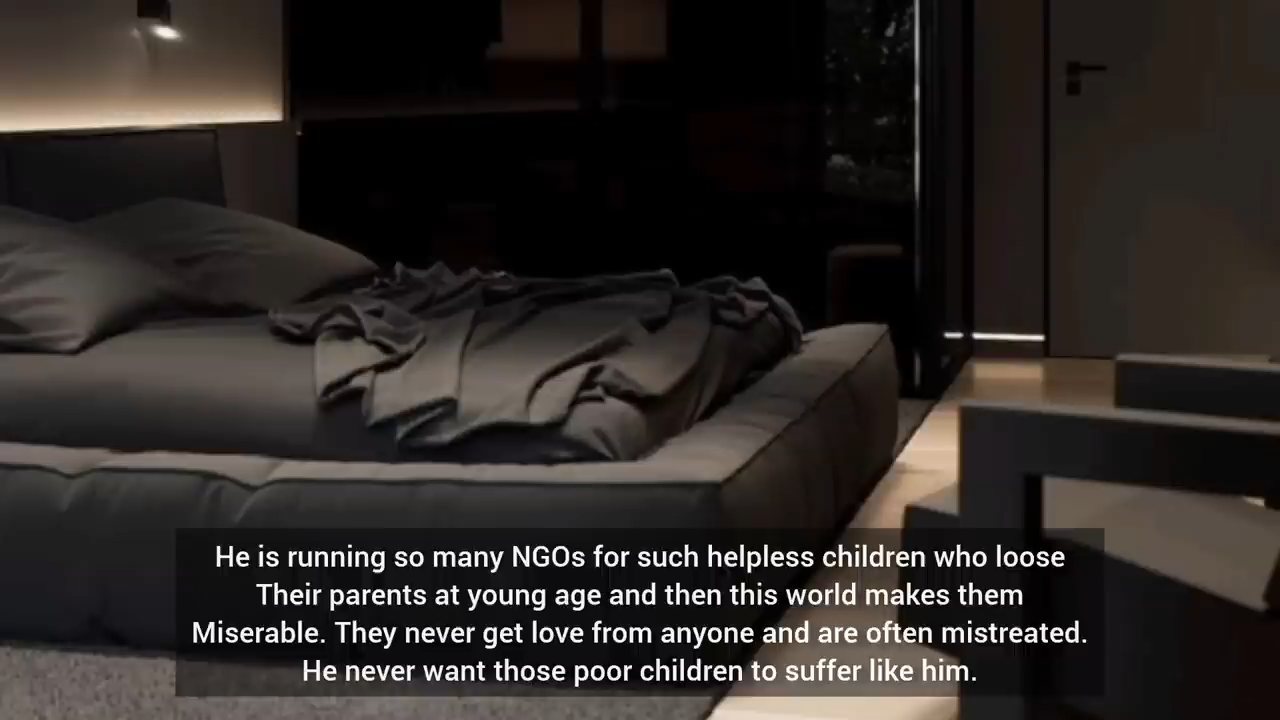 He is running so many NGOs for such helpless children who loose
Their parents at young age and then this world makes them
Miserable. They never get love from anyone and are often mistreated.
He never want those poor children to suffer like him.